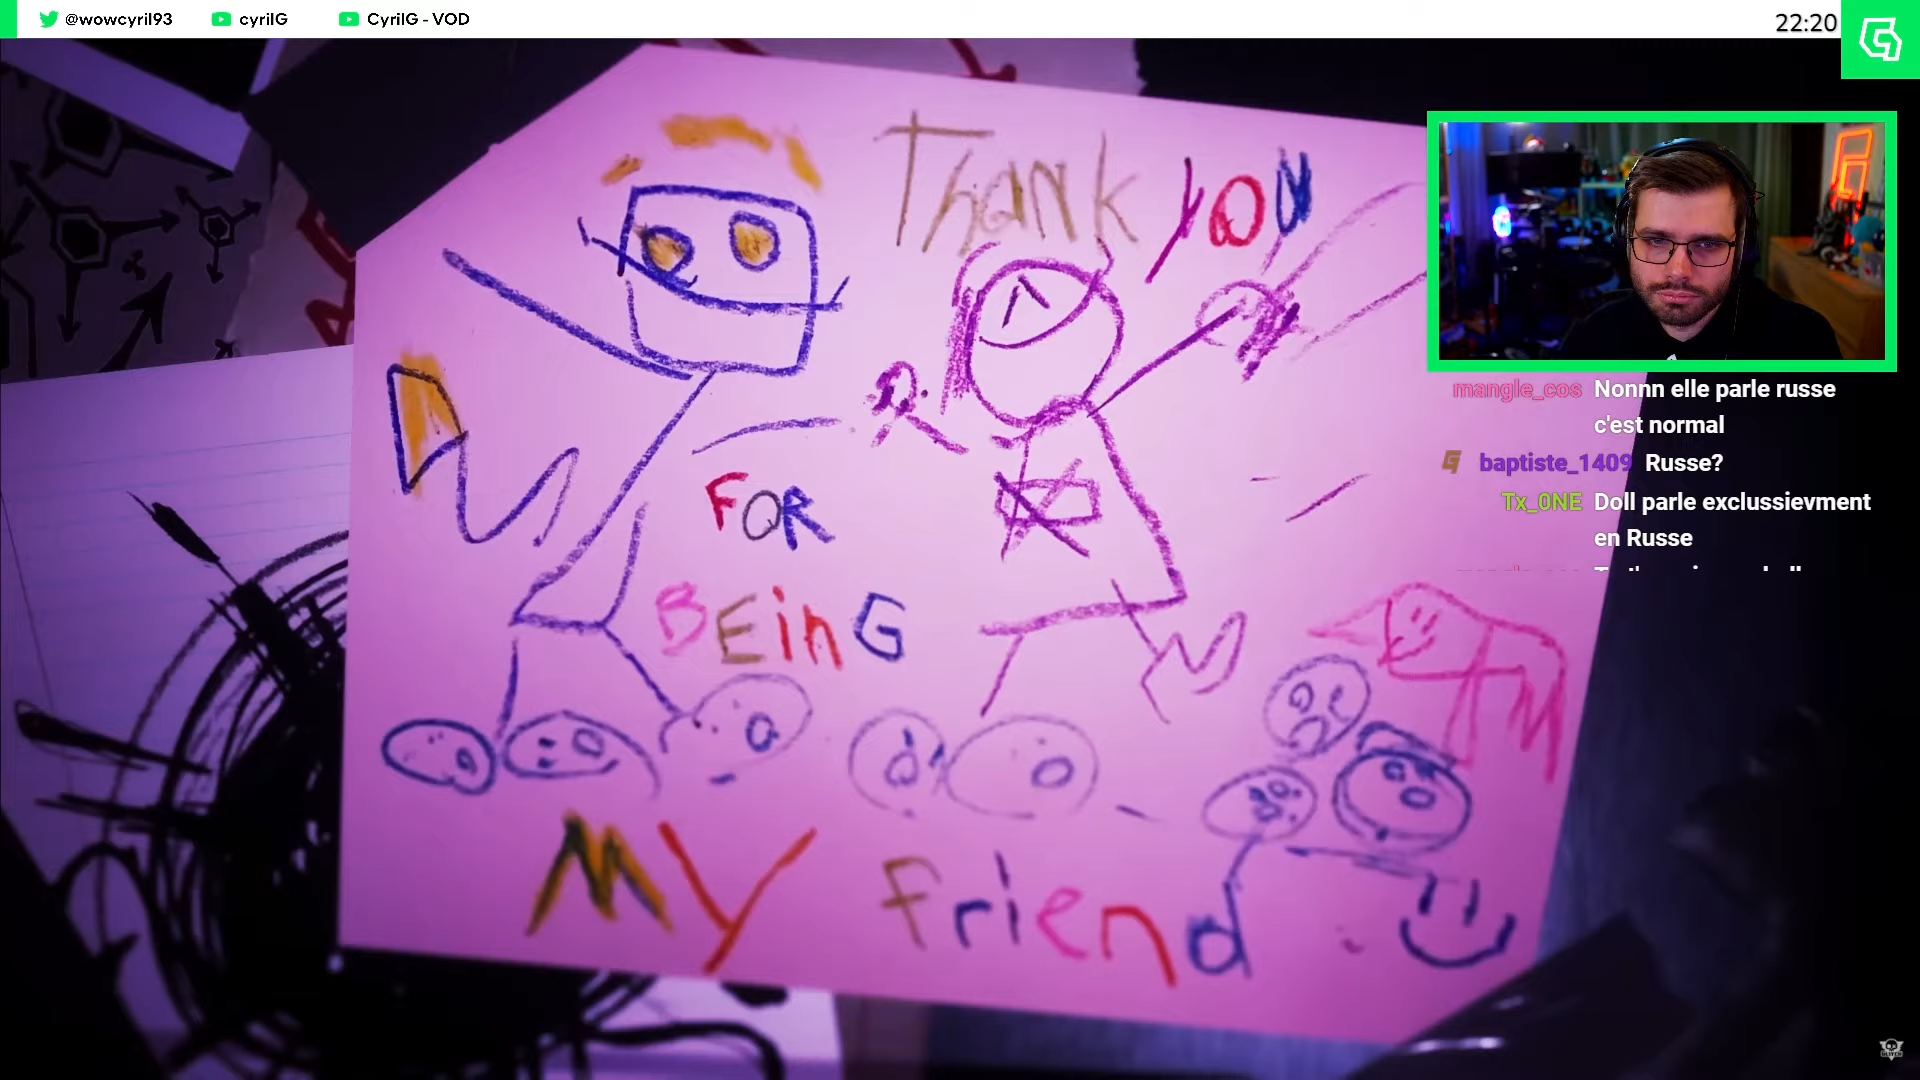 @wowcyril93 cyrilG CyrilG - VOD
22:20
Thank YOU
FOR
BEinG
MY friend
mangle_cos Nonnn elle parle russe
c'est normal
baptiste_1409 Russe?
Tx_0NE Doll parle exclussievment
en Russe